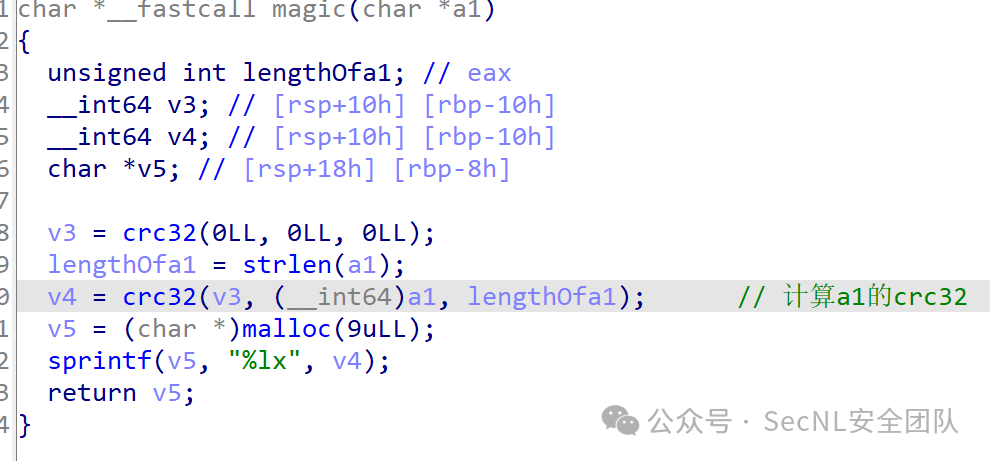 1 char *__fastcall magic(char *a1)
2 {
3 unsigned int lengthOfa1; // eax
4 __int64 v3; // [rsp+10h] [rbp-10h]
5 __int64 v4; // [rsp+10h] [rbp-10h]
6 char *v5; // [rsp+18h] [rbp-8h]
7
8 v3 = crc32(0LL, 0LL, 0LL);
9 lengthOfa1 = strlen(a1);
0 v4 = crc32(v3, (__int64)a1, lengthOfa1); // 计算a1的crc32
1 v5 = (char *)malloc(9uLL);
2 sprintf(v5, "%lx", v4);
3 return v5;
4 }
公众号 · SecNL安全团队